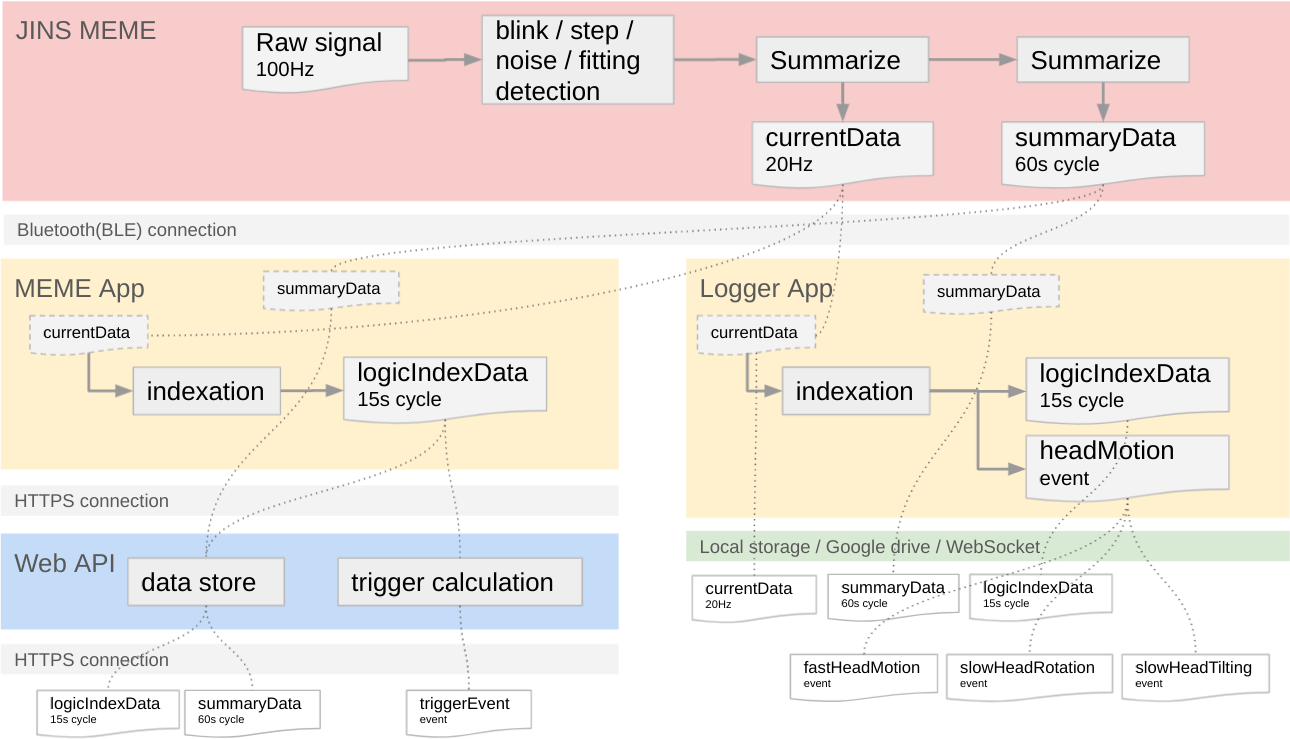 JINS MEME
Raw signal
100Hz
blink / step /
noise / fitting
detection
Summarize
Summarize
currentData
20Hz
summaryData
60s cycle
Bluetooth(BLE) connection
MEME App
summaryData
currentData
indexation
logicIndexData
15s cycle
Logger App
summaryData
currentData
indexation
logicIndexData
15s cycle
headMotion
event
HTTPS connection
Web API
data store
trigger calculation
HTTPS connection
logicIndexData
15s cycle
summaryData
60s cycle
triggerEvent
event
Local storage / Google drive / WebSocket
currentData
20Hz
summaryData
60s cycle
logicIndexData
15s cycle
fastHeadMotion
event
slowHeadRotation
event
slowHeadTilting
event